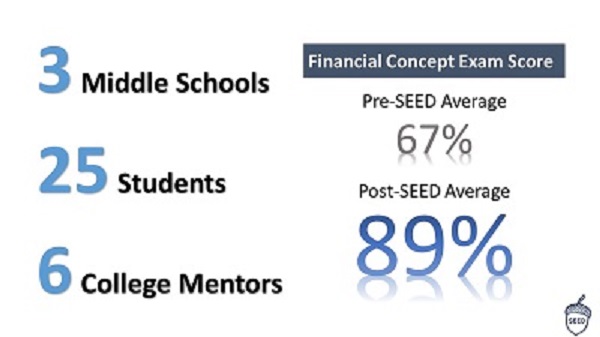 3 Middle Schools
25 Students
6 College Mentors
Financial Concept Exam Score
Pre-SEED Average
67%
Post-SEED Average
89%
SEED